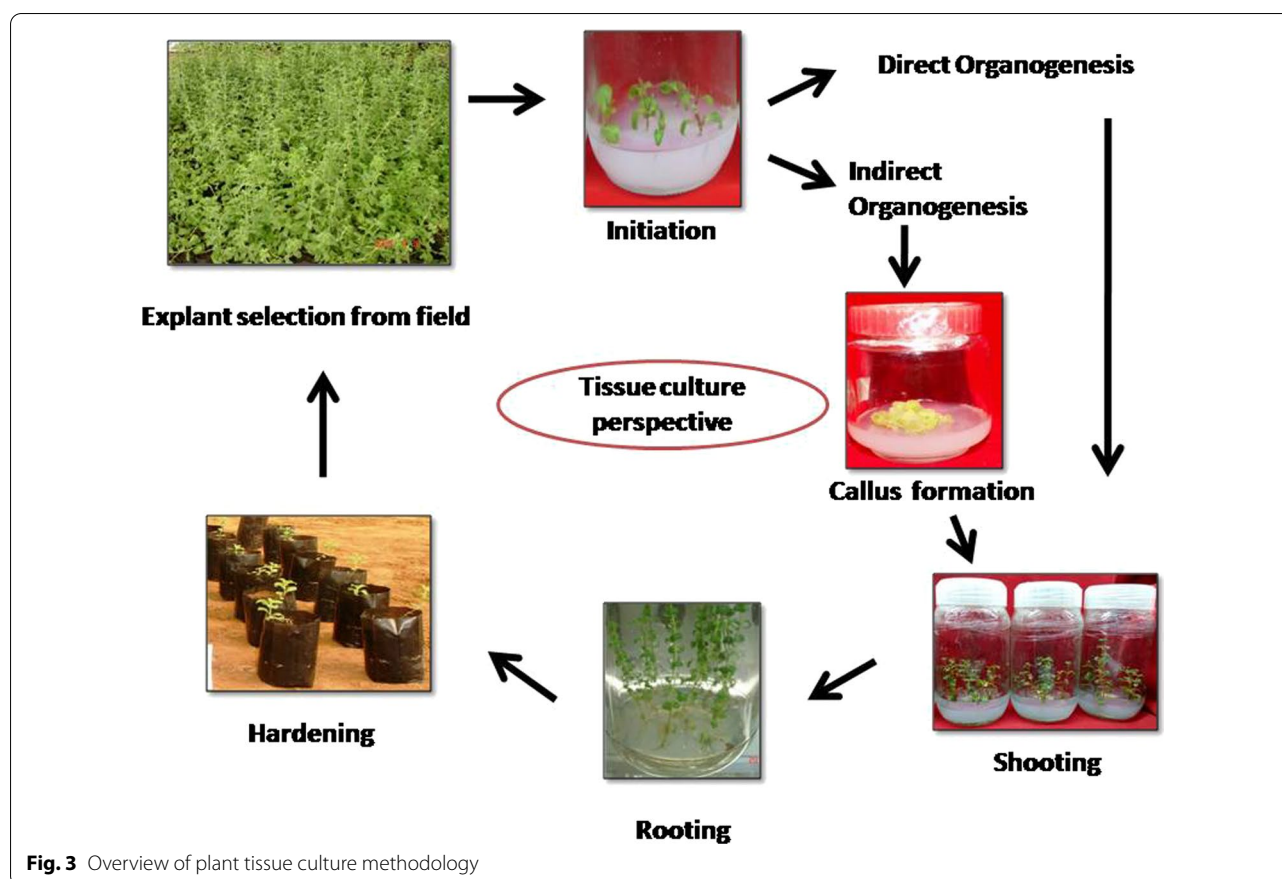 Direct Organogenesis
Indirect
Organogenesis
Initiation
Explant selection from field
Tissue culture
perspective
Callus formation
Hardening
Shooting
Rooting
Fig. 3 Overview of plant tissue culture methodology